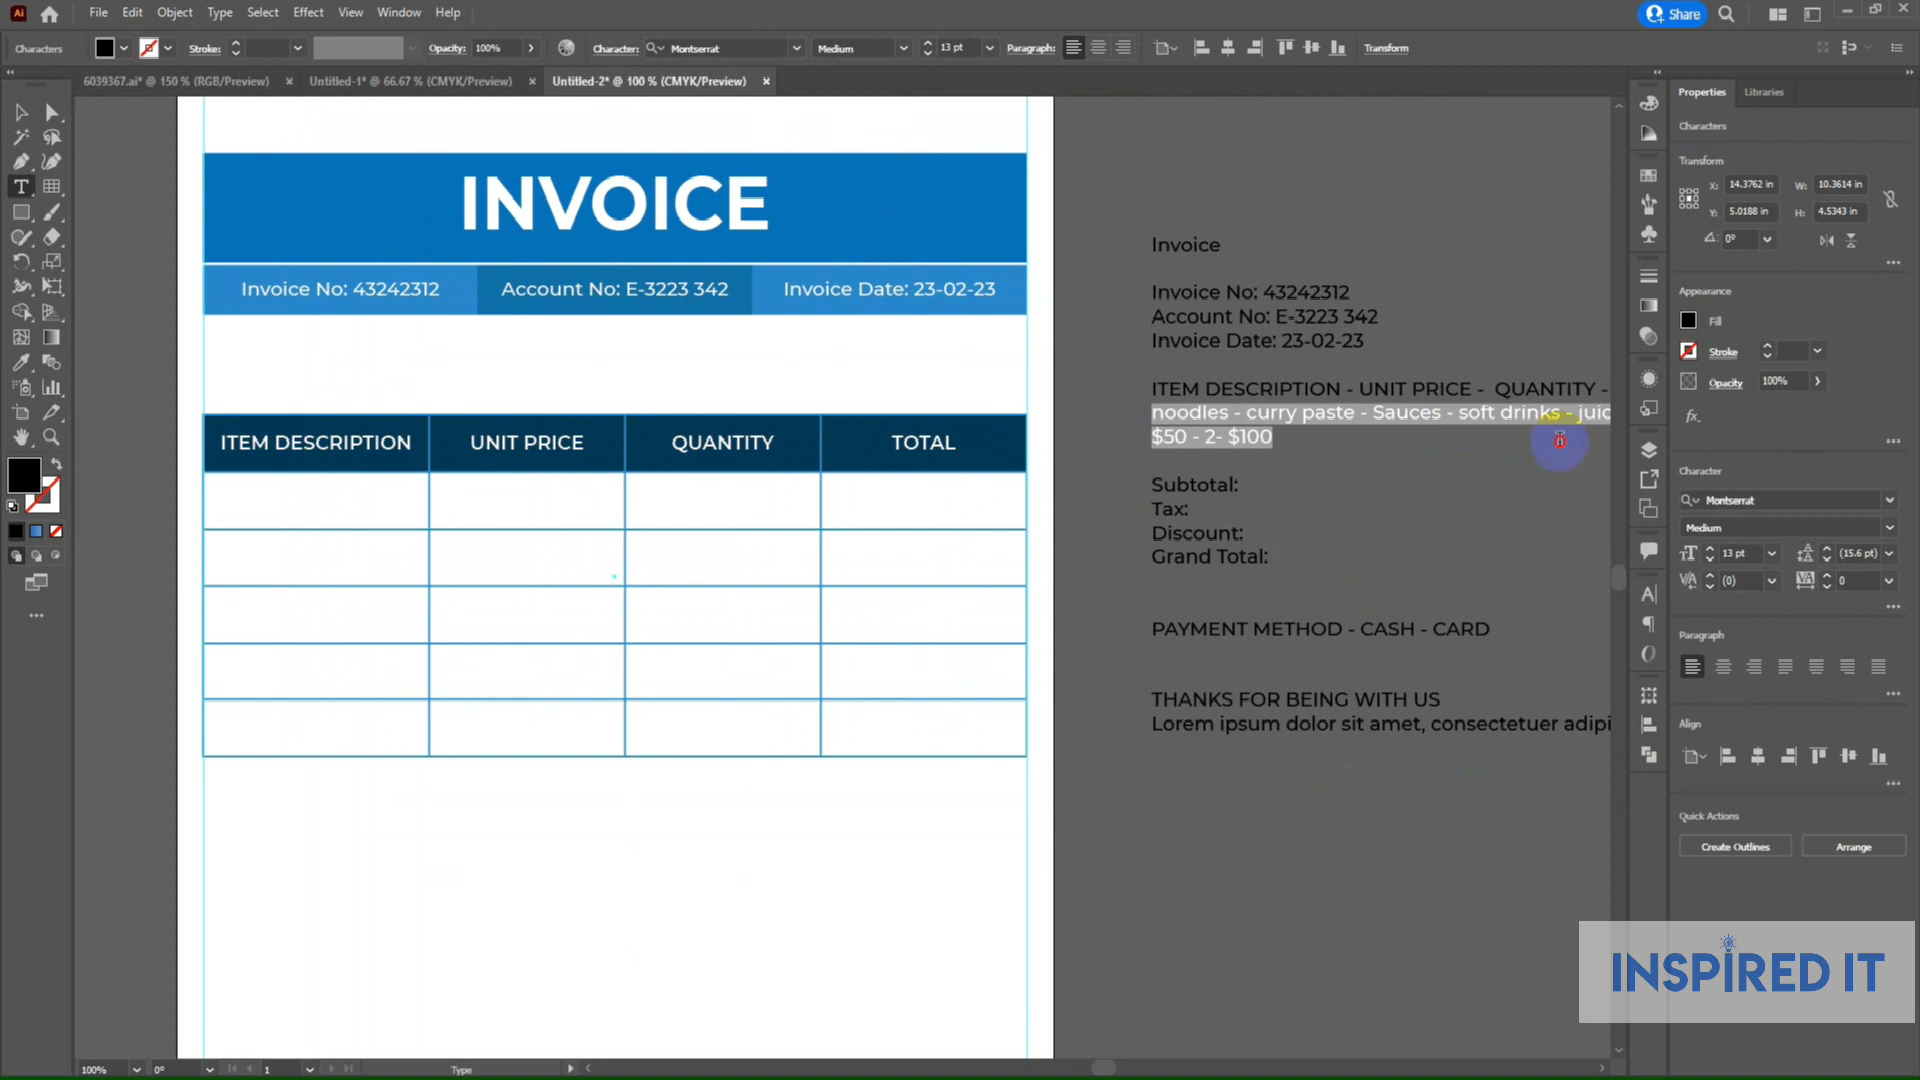 Ai File Edit Object Type Select Effect View Window Help Share
Characters Stroke: Opacity: 100% Character: Montserrat Medium 13 pt Paragraph: Transform
6039367.ai* @ 150 % (RGB/Preview) × Untitled-1* @ 66.67 % (CMYK/Preview) × Untitled-2* @ 100 % (CMYK/Preview) ×
INVOICE
Invoice No: 43242312 Account No: E-3223 342 Invoice Date: 23-02-23
ITEM DESCRIPTION UNIT PRICE QUANTITY TOTAL
Invoice
Invoice No: 43242312
Account No: E-3223 342
Invoice Date: 23-02-23
ITEM DESCRIPTION - UNIT PRICE - QUANTITY -
noodles - curry paste - Sauces - soft drinks - juic
$50 - 2- $100
Subtotal:
Tax:
Discount:
Grand Total:
PAYMENT METHOD - CASH - CARD
THANKS FOR BEING WITH US
Lorem ipsum dolor sit amet, consectetuer adipi
Properties Libraries
Characters
Transform
X: 14.3762 in W: 10.3614 in
Y: 5.0188 in H: 4.5343 in
0°
Appearance
Fill
Stroke
Opacity 100%
fx.
Character
Montserrat
Medium
13 pt (15.6 pt)
(0) 0
Paragraph
Align
Quick Actions
Create Outlines Arrange
INSPIRED IT
100% 0° 1 Type